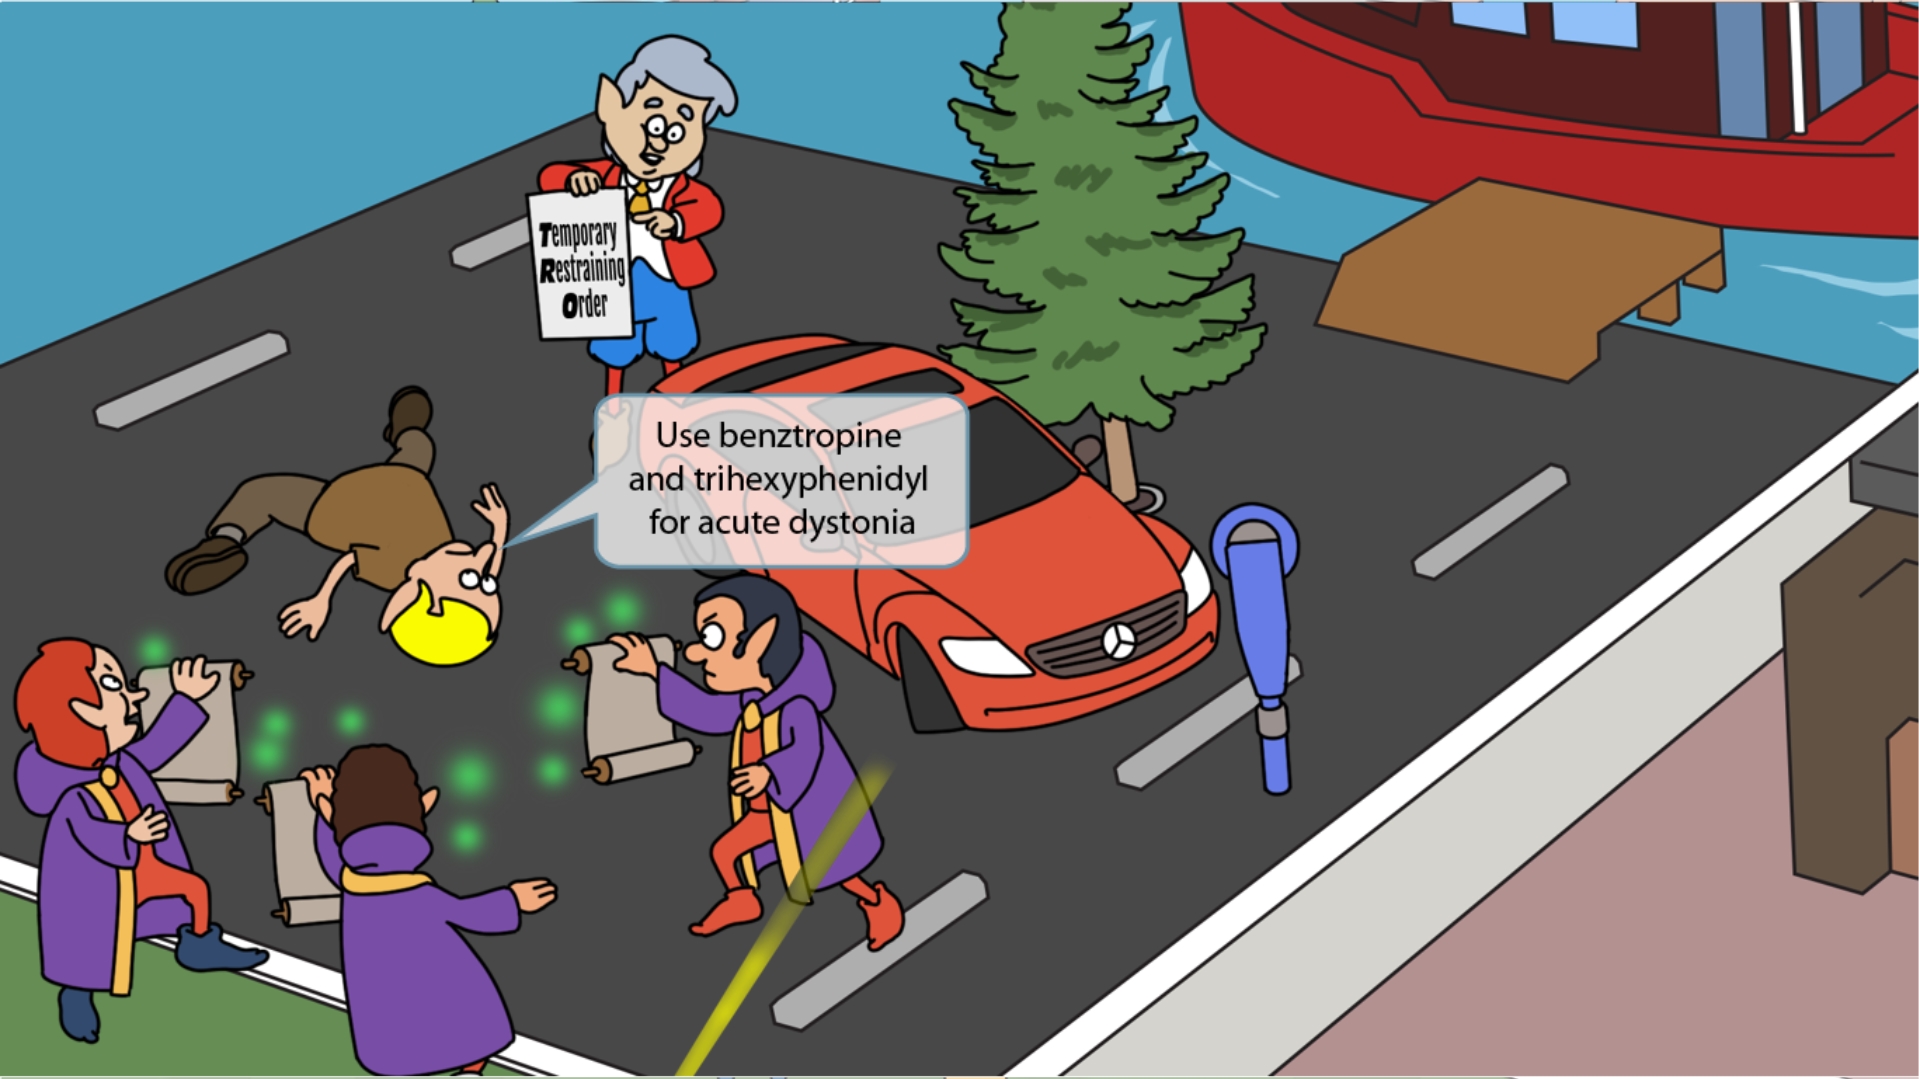 Temporary
Restraining
Order
Use benztropine
and trihexyphenidyl
for acute dystonia